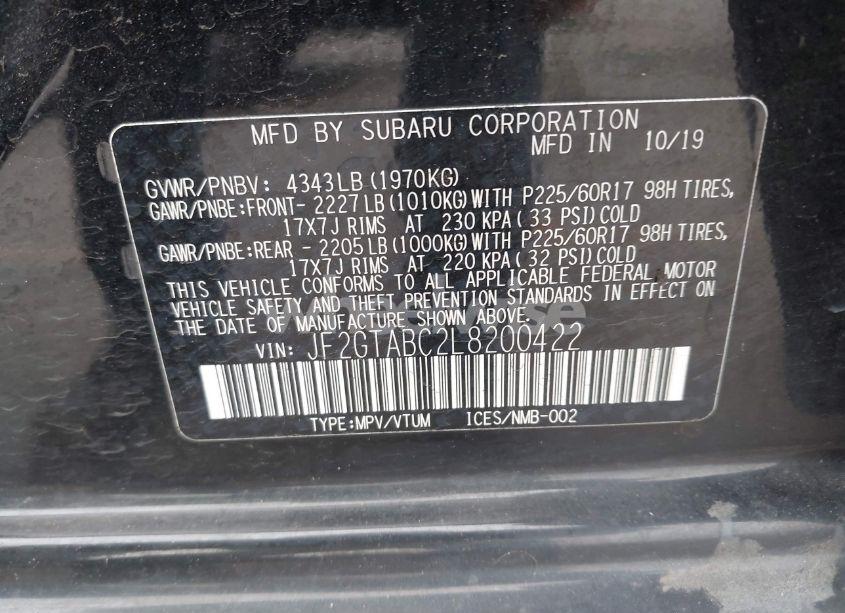 MFD BY SUBARU CORPORATION
MFD IN 10/19
GVWR/PNBV: 4343LB (1970KG)
GAWR/PNBE:FRONT- 2227LB (1010KG)WITH P225/60R17 98H TIRES,
17X7J RIMS AT 230 KPA( 33 PSI)COLD
GAWR/PNBE:REAR - 2205LB (1000KG)WITH P225/60R17 98H TIRES,
17X7J RIMS AT 220 KPA( 32 PSI)COLD
THIS VEHICLE CONFORMS TO ALL APPLICABLE FEDERAL MOTOR
VEHICLE SAFETY AND THEFT PREVENTION STANDARDS IN EFFECT ON
THE DATE OF MANUFACTURE SHOWN ABOVE.
VIN: JF2GTABC2L8200422
TYPE:MPV/VTUM ICES/NMB-002